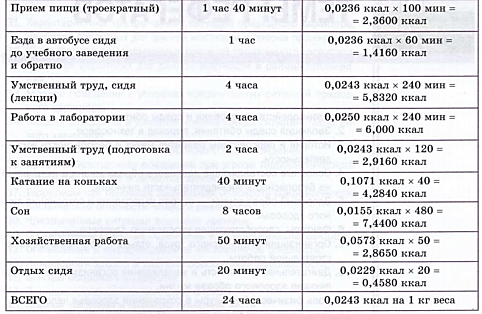 Прием пищи (троекратный) 1 час 40 минут 0,0236 ккал × 100 мин =
= 2,3600 ккал
Езда в автобусе сидя 1 час 0,0236 ккал × 60 мин =
до учебного заведения = 1,4160 ккал
и обратно
Умственный труд, сидя 4 часа 0,0243 ккал × 240 мин =
(лекции) = 5,8320 ккал
Работа в лаборатории 4 часа 0,0250 ккал × 240 мин =
= 6,000 ккал
Умственный труд (подготовка 2 часа 0,0243 ккал × 120 =
к занятиям) = 2,9160 ккал
Катание на коньках 40 минут 0,1071 ккал × 40 =
= 4,2840 ккал
Сон 8 часов 0,0155 ккал × 480 =
= 7,4400 ккал
Хозяйственная работа 50 минут 0,0573 ккал × 50 =
= 2,8650 ккал
Отдых сидя 20 минут 0,0229 ккал × 20 =
= 0,4580 ккал
ВСЕГО 24 часа 0,0243 ккал на 1 кг веса